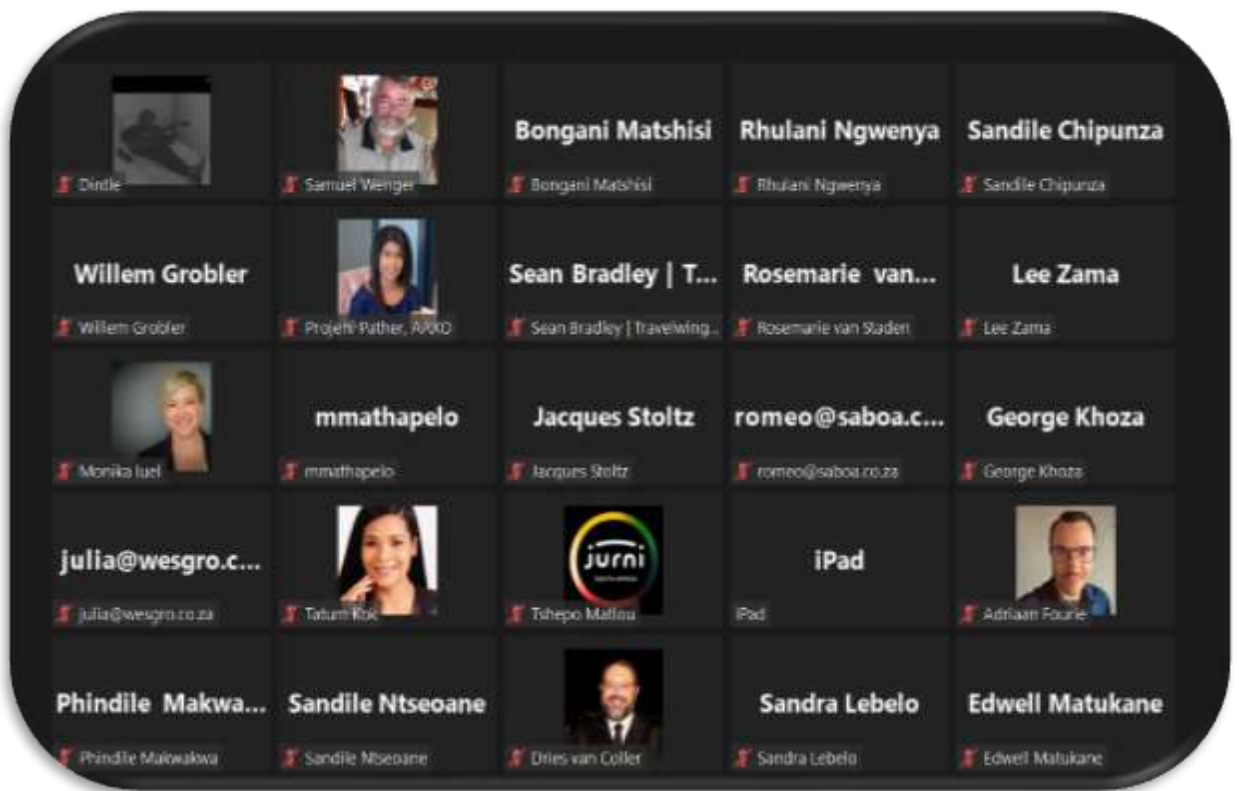 Dintle
Samuel Wenger
Bongani Matshisi
Bongani Matshisi
Rhulani Ngwenya
Rhulani Ngwenya
Sandile Chipunza
Sandile Chipunza
Willem Grobler
Willem Grobler
Projeni Pather, AAXO
Sean Bradley | T...
Sean Bradley | Travelwing...
Rosemarie van...
Rosemarie van Staden
Lee Zama
Lee Zama
Monika Iuel
mmathapelo
mmathapelo
Jacques Stoltz
Jacques Stoltz
romeo@saboa.c...
romeo@saboa.co.za
George Khoza
George Khoza
julia@wesgro.c...
julia@wesgro.co.za
Tatum Kok
jurni
Tshepo Matlou
iPad
iPad
Adriaan Fourie
Phindile Makwa...
Phindile Makwakwa
Sandile Ntseoane
Sandile Ntseoane
Dries van Coller
Sandra Lebelo
Sandra Lebelo
Edwell Matukane
Edwell Matukane